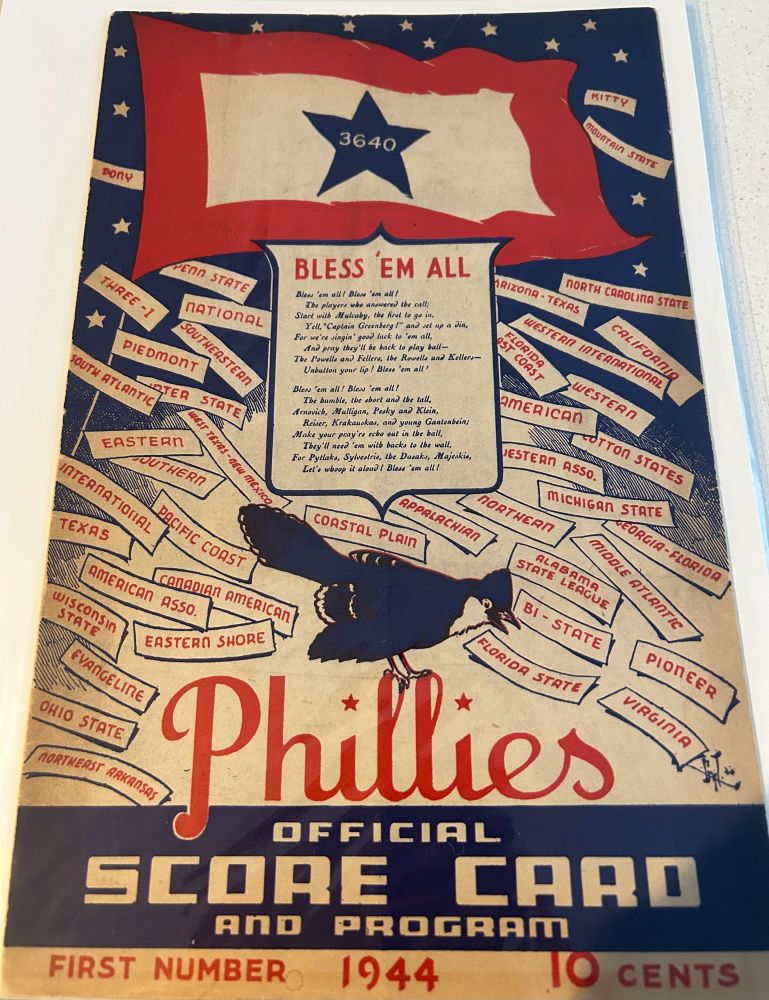 3640
KITTY
MOUNTAIN STATE
PONY
BLESS 'EM ALL
Bless 'em all! Bless 'em all!
The players who answered the call;
Start with Mulcahy, the first to go in,
Yell, "Captain Greenberg!" and set up a din,
For we're singin' good luck to 'em all,
And pray they'll be back to play ball—
The Powells and Fellers, the Rowells and Kellers—
Unbutton your lip! Bless 'em all!
Bless 'em all! Bless 'em all!
The humble, the short and the tall,
Arnovich, Mulligan, Pesky and Klein,
Reiser, Krakauskas, and young Gantenbein;
Make your pray'rs echo out in the hall,
They'll need 'em with backs to the wall,
For Pytlaks, Sylvestris, the Dusaks, Majeskis,
Let's whoop it aloud! Bless 'em all!
PENN STATE
THREE-I
NATIONAL
SOUTHEASTERN
PIEDMONT
SOUTH ATLANTIC
INTER STATE
EASTERN
WEST TEXAS-NEW MEXICO
SOUTHERN
INTERNATIONAL
PACIFIC COAST
TEXAS
AMERICAN ASSO.
CANADIAN AMERICAN
WISCONSIN
STATE
EASTERN SHORE
EVANGELINE
OHIO STATE
NORTHEAST ARKANSAS
COASTAL PLAIN
APPALACHIAN
ARIZONA-TEXAS
NORTH CAROLINA STATE
FLORIDA
EAST COAST
WESTERN INTERNATIONAL
CALIFORNIA
WESTERN
AMERICAN
COTTON STATES
WESTERN ASSO.
MICHIGAN STATE
NORTHERN
GEORGIA-FLORIDA
ALABAMA
STATE LEAGUE
MIDDLE ATLANTIC
BI-STATE
FLORIDA STATE
PIONEER
VIRGINIA
Phillies
OFFICIAL
SCORE CARD
AND PROGRAM
FIRST NUMBER 1944 10 CENTS